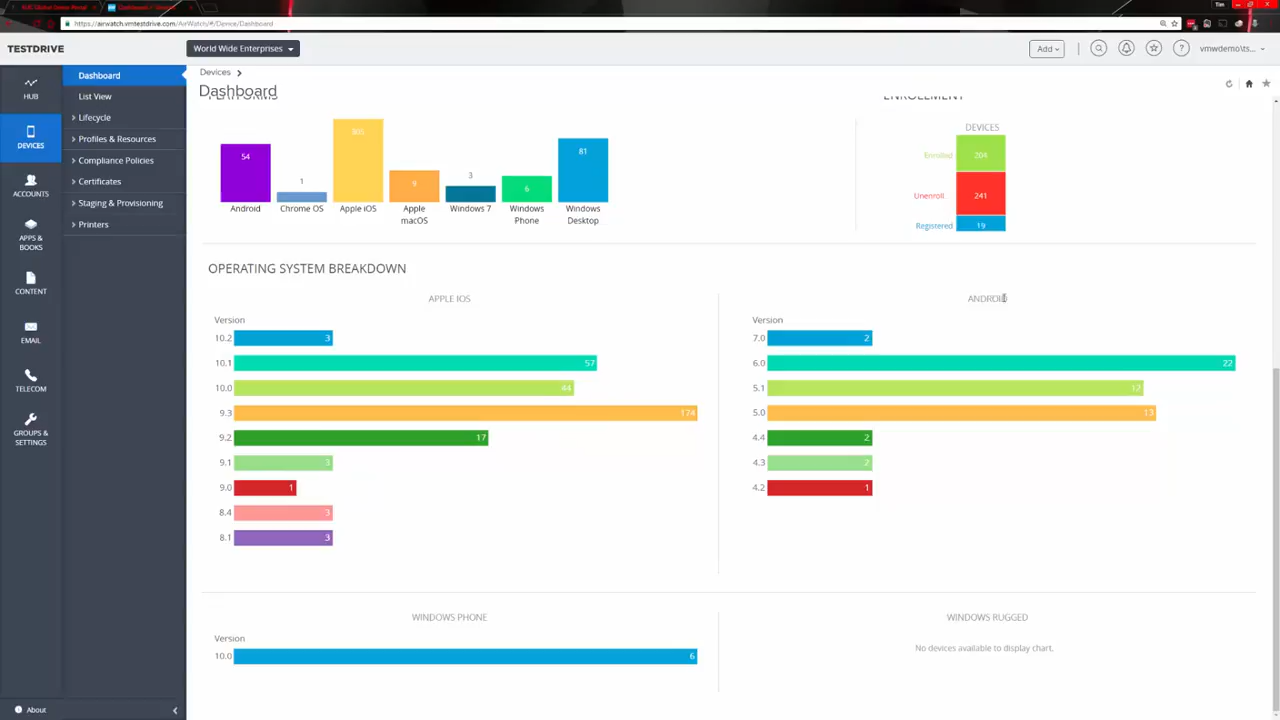 https://airwatch.vmtestdrive.com/AirWatch/#/Device/Dashboard
Tim
TESTDRIVE
World Wide Enterprises
Add
vmwdemo\ts...
HUB
DEVICES
ACCOUNTS
APPS &
BOOKS
CONTENT
EMAIL
TELECOM
GROUPS &
SETTINGS
Dashboard
List View
Lifecycle
Profiles & Resources
Compliance Policies
Certificates
Staging & Provisioning
Printers
About
Devices
Dashboard
ENROLLMENT
54
1
305
9
3
6
81
Android
Chrome OS
Apple iOS
Apple
macOS
Windows 7
Windows
Phone
Windows
Desktop
DEVICES
Enrolled
204
Unenroll
241
Registered
19
OPERATING SYSTEM BREAKDOWN
APPLE IOS
Version
10.2 3
10.1 57
10.0 44
9.3 174
9.2 17
9.1 3
9.0 1
8.4 3
8.1 3
ANDROID
Version
7.0 2
6.0 22
5.1 12
5.0 13
4.4 2
4.3 2
4.2 1
WINDOWS PHONE
Version
10.0 6
WINDOWS RUGGED
No devices available to display chart.